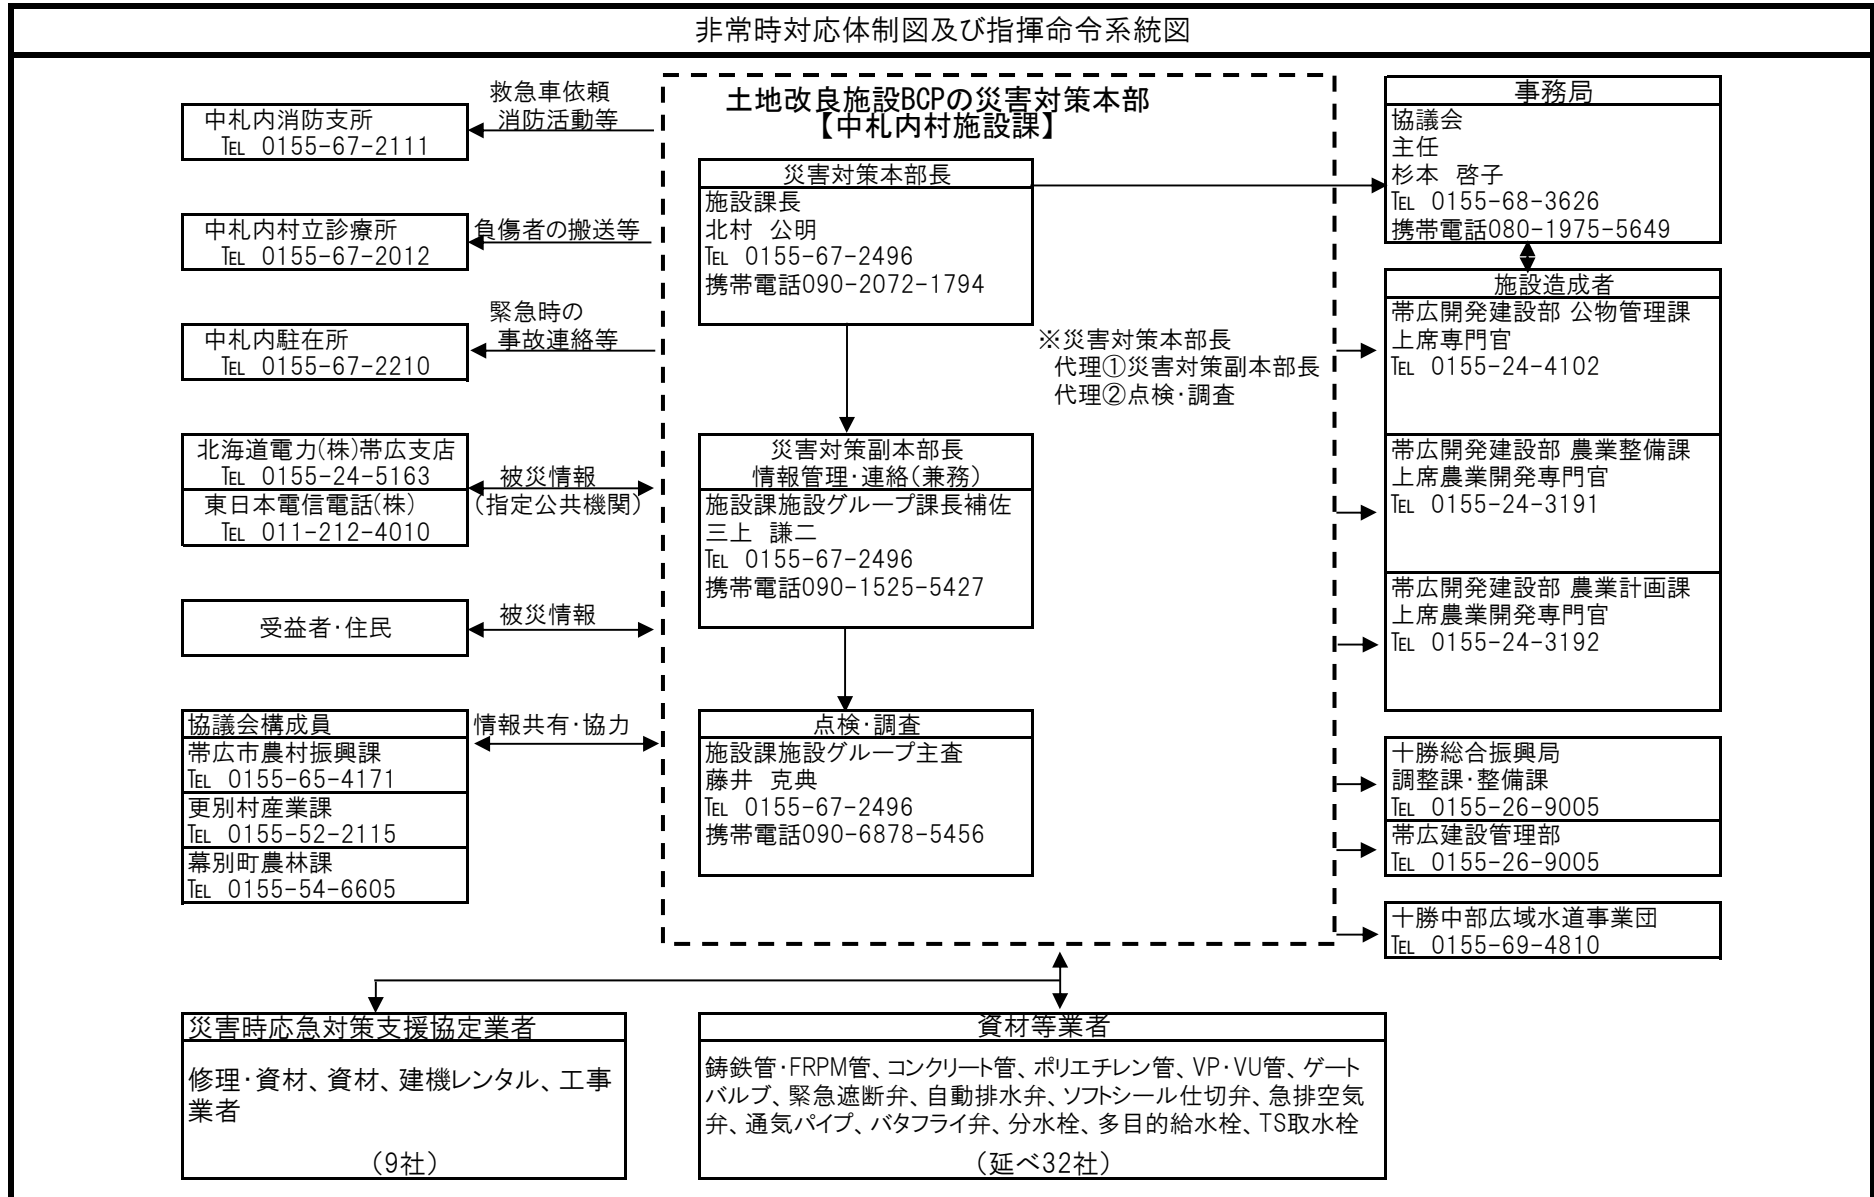 非常時対応体制図及び指揮命令系統図
救急車依頼
消防活動等
中札内消防支所
℡ 0155-67-2111
中札内村立診療所
℡ 0155-67-2012
負傷者の搬送等
緊急時の
事故連絡等
中札内駐在所
℡ 0155-67-2210
北海道電力(株)帯広支店
℡ 0155-24-5163
東日本電信電話(株)
℡ 011-212-4010
被災情報
(指定公共機関)
受益者・住民
被災情報
協議会構成員
帯広市農村振興課
℡ 0155-65-4171
更別村産業課
℡ 0155-52-2115
幕別町農林課
℡ 0155-54-6605
情報共有・協力
土地改良施設BCPの災害対策本部
【中札内村施設課】
災害対策本部長
施設課長
北村 公明
℡ 0155-67-2496
携帯電話090-2072-1794
※災害対策本部長
代理①災害対策副本部長
代理②点検・調査
災害対策副本部長
情報管理・連絡(兼務)
施設課施設グループ課長補佐
三上 謙二
℡ 0155-67-2496
携帯電話090-1525-5427
点検・調査
施設課施設グループ主査
藤井 克典
℡ 0155-67-2496
携帯電話090-6878-5456
事務局
協議会
主任
杉本 啓子
℡ 0155-68-3626
携帯電話080-1975-5649
施設造成者
帯広開発建設部 公物管理課
上席専門官
℡ 0155-24-4102
帯広開発建設部 農業整備課
上席農業開発専門官
℡ 0155-24-3191
帯広開発建設部 農業計画課
上席農業開発専門官
℡ 0155-24-3192
十勝総合振興局
調整課・整備課
℡ 0155-26-9005
帯広建設管理部
℡ 0155-26-9005
十勝中部広域水道事業団
℡ 0155-69-4810
災害時応急対策支援協定業者
修理・資材、資材、建機レンタル、工事
業者
(9社)
資材等業者
鋳鉄管・FRPM管、コンクリート管、ポリエチレン管、VP・VU管、ゲート
バルブ、緊急遮断弁、自動排水弁、ソフトシール仕切弁、急排空気
弁、通気パイプ、バタフライ弁、分水栓、多目的給水栓、TS取水栓
(延べ32社)